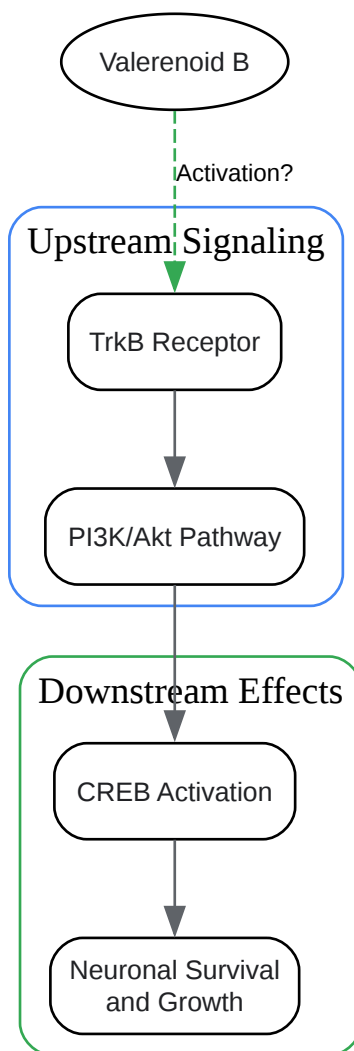 Valerenoid B
Activation?
Upstream Signaling
TrkB Receptor
PI3K/Akt Pathway
Downstream Effects
CREB Activation
Neuronal Survival
and Growth